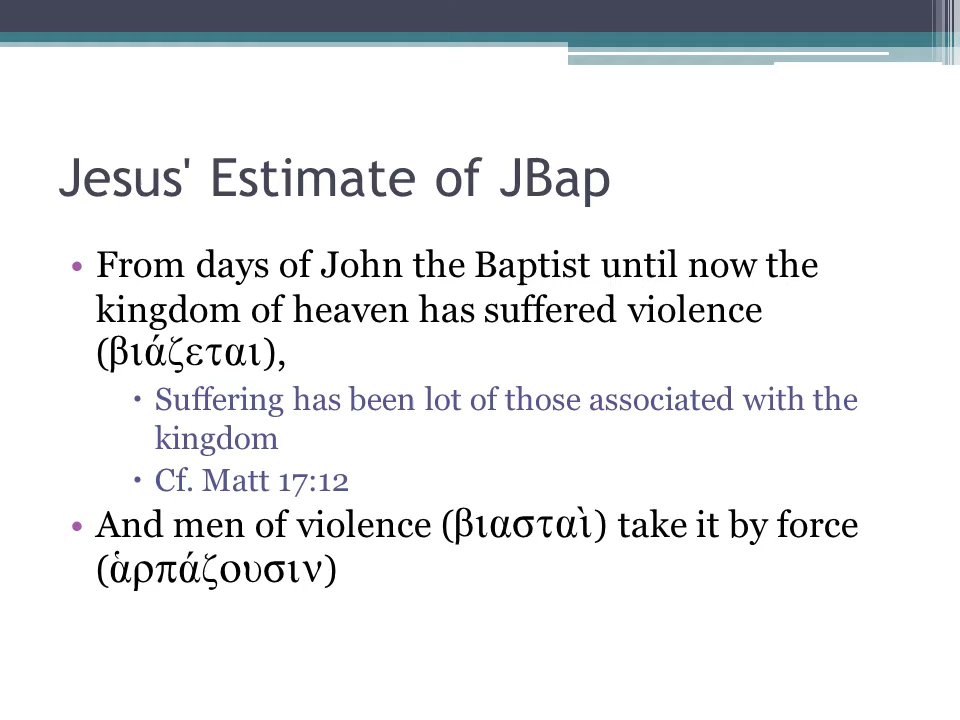 Jesus' Estimate of JBap
• From days of John the Baptist until now the
kingdom of heaven has suffered violence
(βιάζεται),
▪ Suffering has been lot of those associated with the
kingdom
▪ Cf. Matt 17:12
• And men of violence (βιασταὶ) take it by force
(ἁρπάζουσιν)